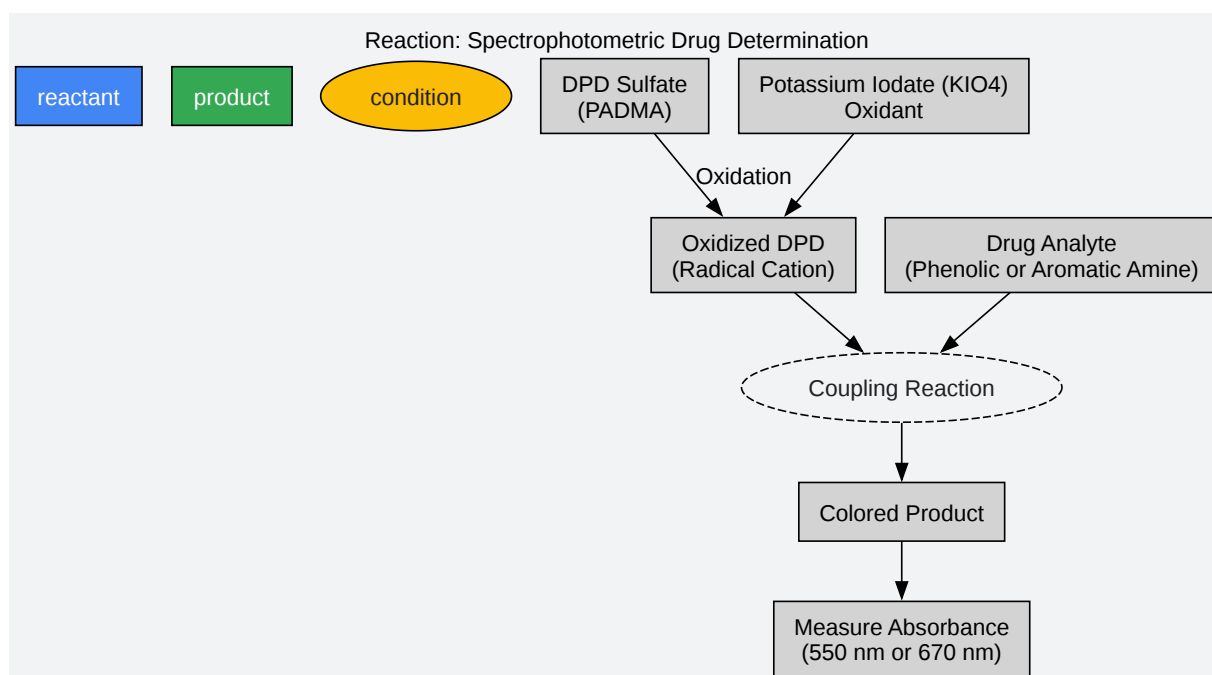 Reaction: Spectrophotometric Drug Determination
reactant
product
condition
DPD Sulfate
(PADMA)
Potassium Iodate (KIO4)
Oxidant
Oxidation
Oxidized DPD
(Radical Cation)
Drug Analyte
(Phenolic or Aromatic Amine)
Coupling Reaction
Colored Product
Measure Absorbance
(550 nm or 670 nm)